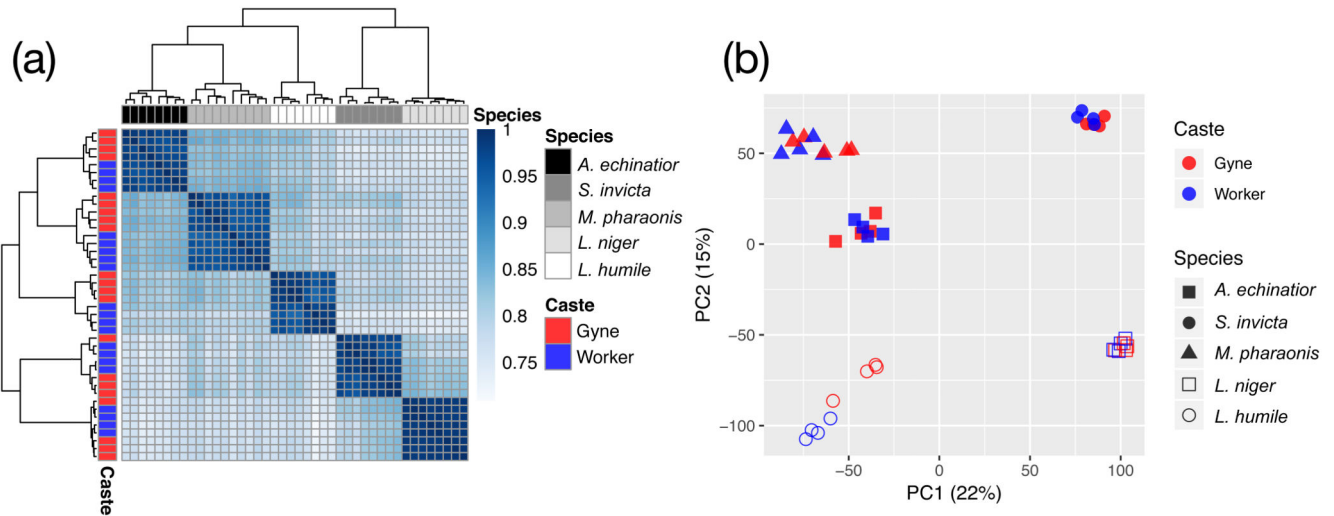 (a)
Species
1
0.95
0.9
0.85
0.8
0.75
Species
A. echinatior
S. invicta
M. pharaonis
L. niger
L. humile
Caste
Gyne
Worker
Caste
(b)
PC2 (15%)
50
0
−50
−100
−50
0
50
100
PC1 (22%)
Caste
Gyne
Worker
Species
A. echinatior
S. invicta
M. pharaonis
L. niger
L. humile